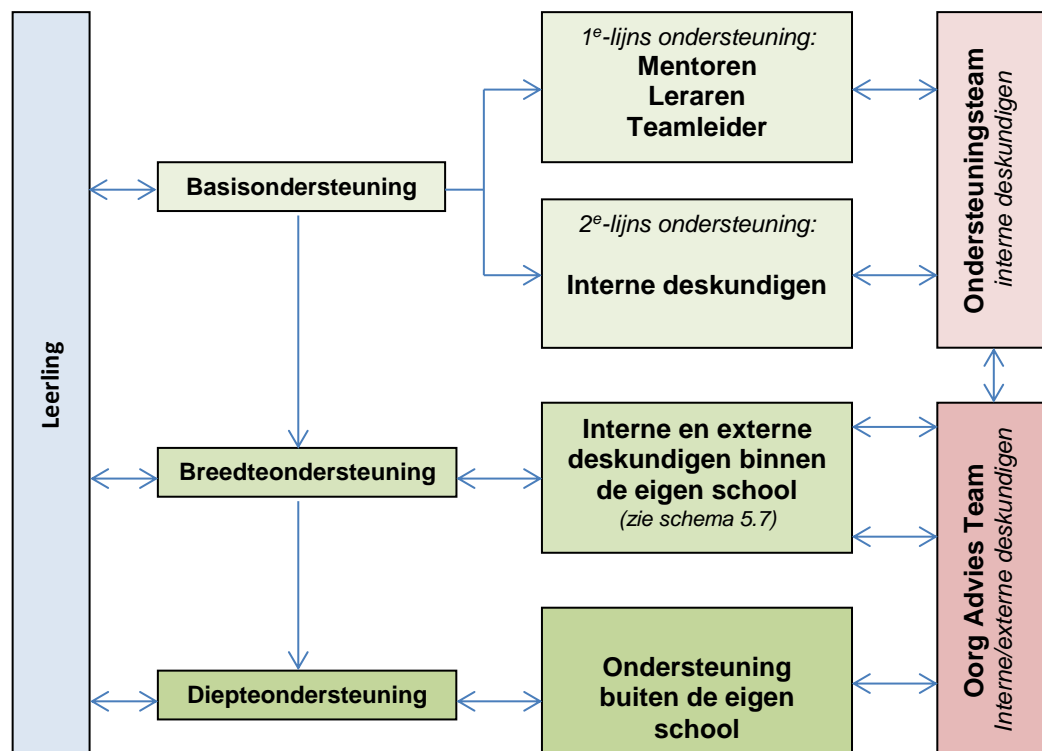 Leerling
Basisondersteuning
1e-lijns ondersteuning:
Mentoren
Leraren
Teamleider
2e-lijns ondersteuning:
Interne deskundigen
Ondersteuningsteam
interne deskundigen
Breedteondersteuning
Interne en externe
deskundigen binnen
de eigen school
(zie schema 5.7)
Diepteondersteuning
Ondersteuning
buiten de eigen
school
Oorg Advies Team
Interne/externe deskundigen